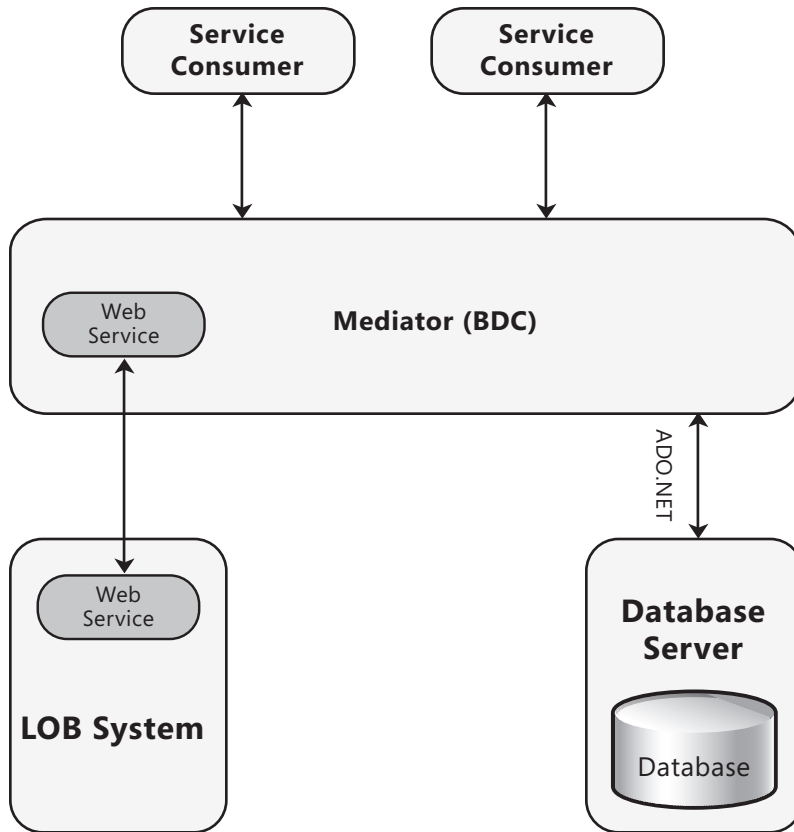 Service
Consumer
Service
Consumer
Web
Service
Mediator (BDC)
ADO.NET
Web
Service
LOB System
Database
Server
Database